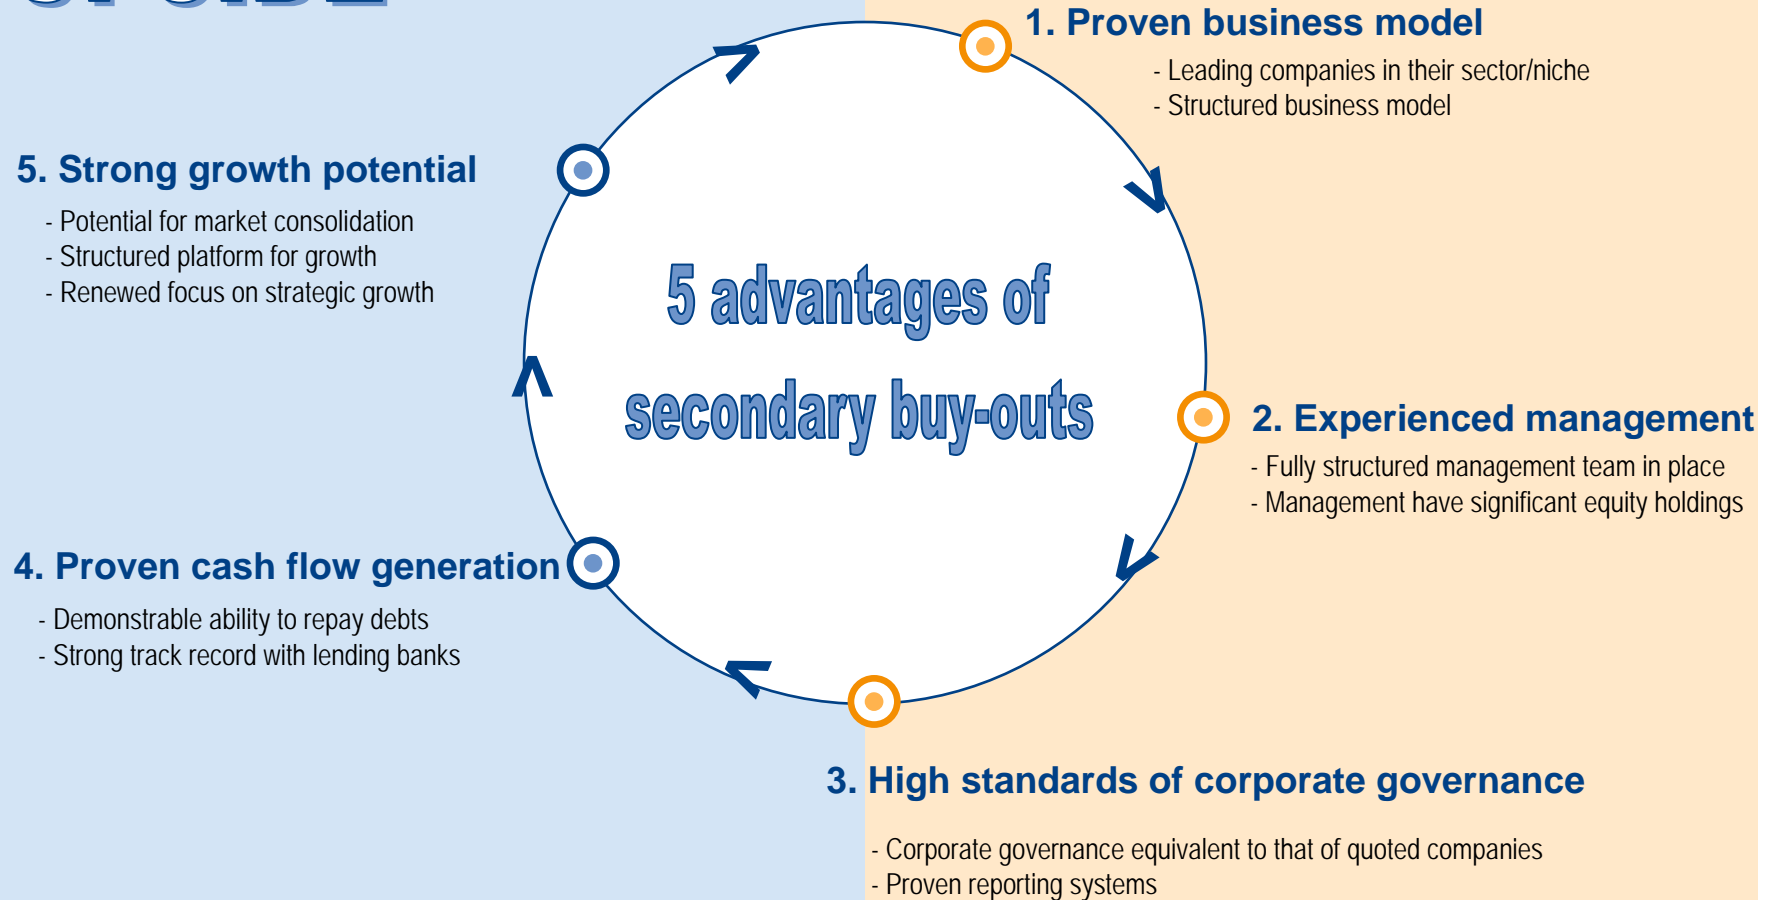 1. Proven business model
- Leading companies in their sector/niche
- Structured business model
5. Strong growth potential
- Potential for market consolidation
- Structured platform for growth
- Renewed focus on strategic growth
5 advantages of
secondary buy-outs
2. Experienced management
- Fully structured management team in place
- Management have significant equity holdings
4. Proven cash flow generation
- Demonstrable ability to repay debts
- Strong track record with lending banks
3. High standards of corporate governance
- Corporate governance equivalent to that of quoted companies
- Proven reporting systems